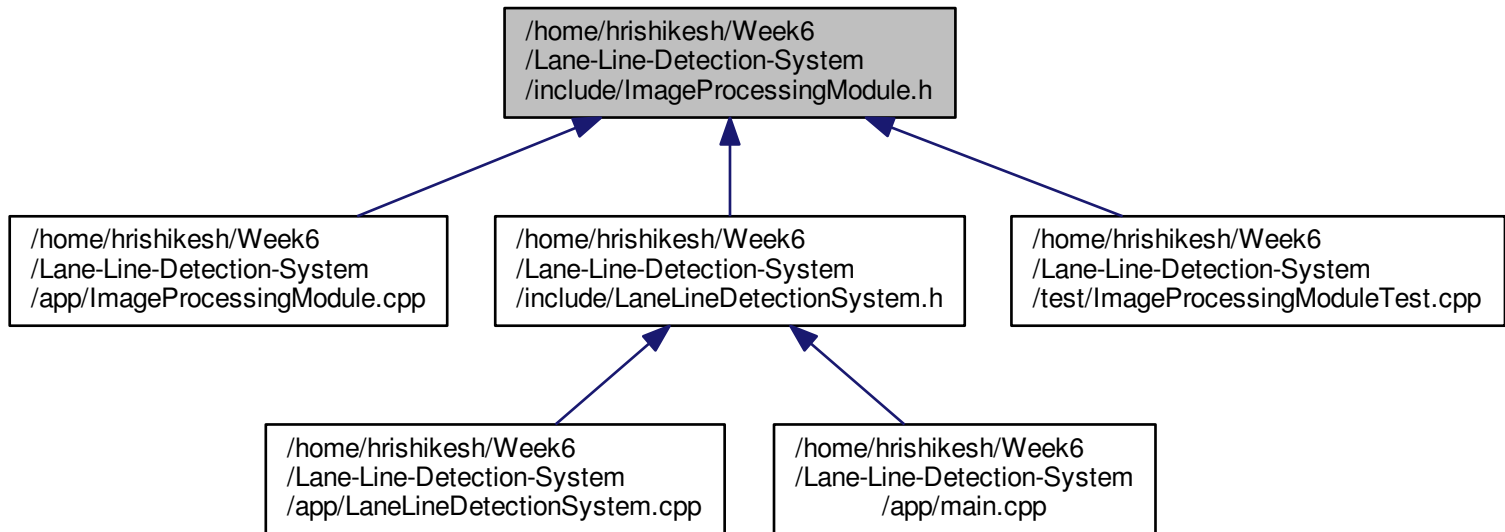 /home/hrishikesh/Week6
/Lane-Line-Detection-System
/include/ImageProcessingModule.h
/home/hrishikesh/Week6
/Lane-Line-Detection-System
/app/ImageProcessingModule.cpp
/home/hrishikesh/Week6
/Lane-Line-Detection-System
/include/LaneLineDetectionSystem.h
/home/hrishikesh/Week6
/Lane-Line-Detection-System
/test/ImageProcessingModuleTest.cpp
/home/hrishikesh/Week6
/Lane-Line-Detection-System
/app/LaneLineDetectionSystem.cpp
/home/hrishikesh/Week6
/Lane-Line-Detection-System
/app/main.cpp